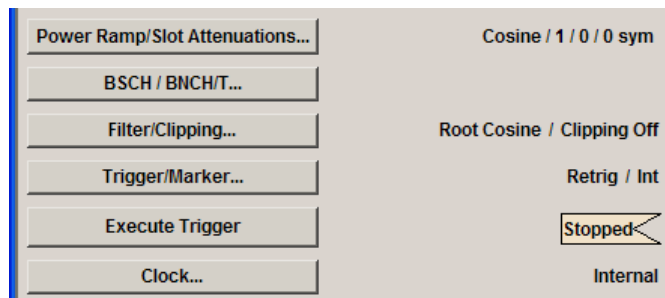 Power Ramp/Slot Attenuations... Cosine / 1 / 0 / 0 sym
BSCH / BNCH/T...
Filter/Clipping... Root Cosine / Clipping Off
Trigger/Marker... Retrig / Int
Execute Trigger Stopped
Clock... Internal